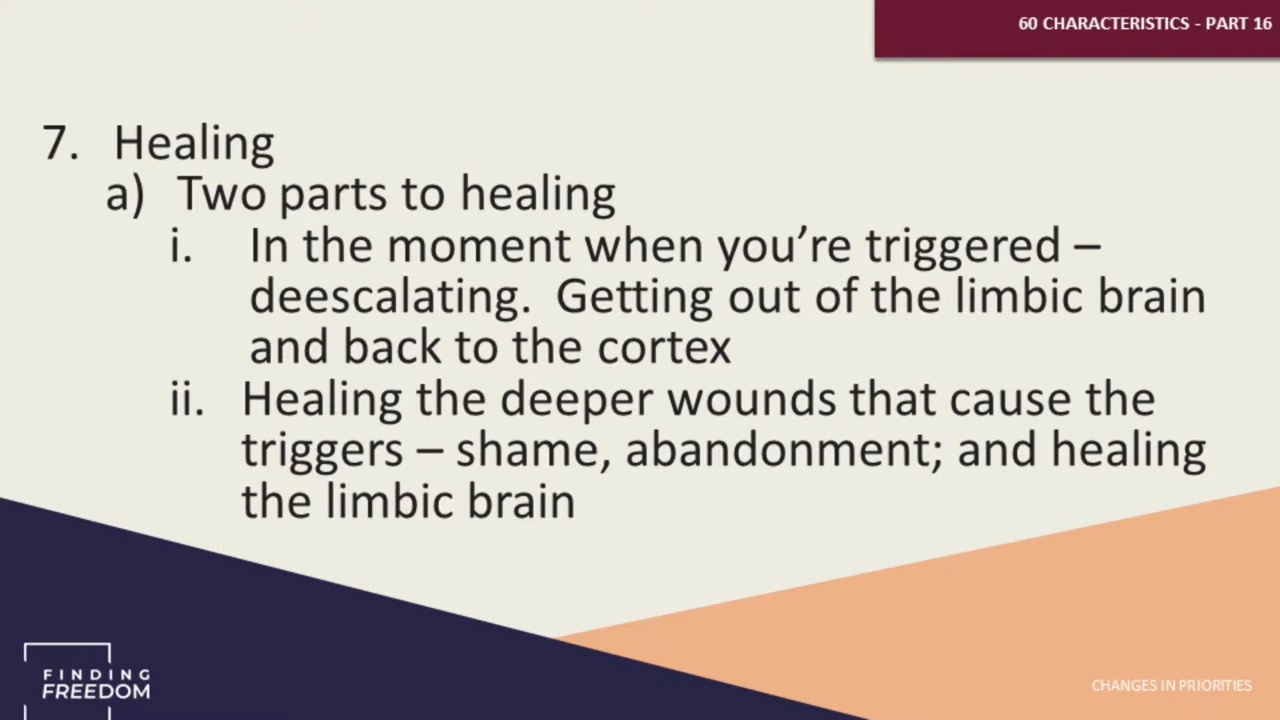 60 CHARACTERISTICS - PART 16
7. Healing
a) Two parts to healing
i. In the moment when you’re triggered –
deescalating.  Getting out of the limbic brain
and back to the cortex
ii. Healing the deeper wounds that cause the
triggers – shame, abandonment; and healing
the limbic brain
FINDING
FREEDOM
CHANGES IN PRIORITIES